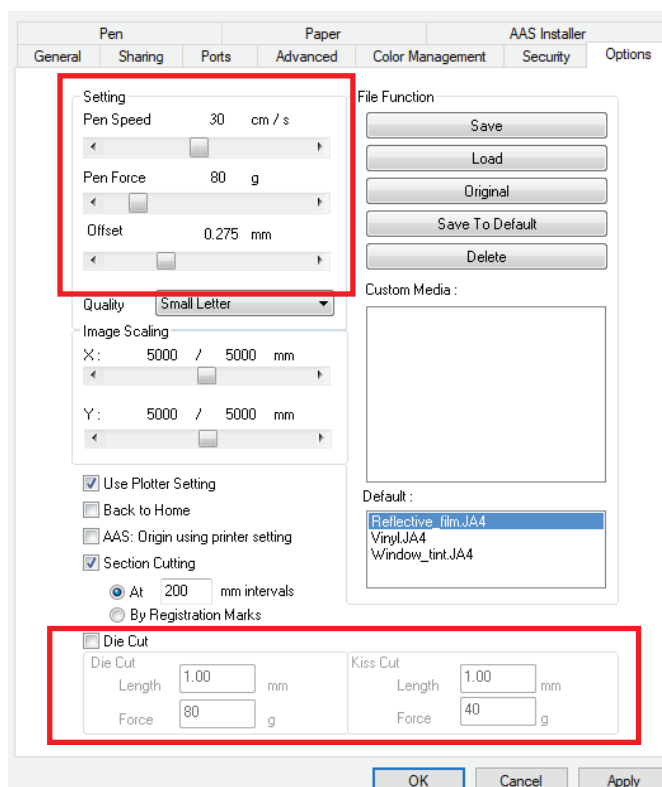 Pen Paper AAS Installer
General Sharing Ports Advanced Color Management Security Options
Setting
Pen Speed 30 cm / s
Pen Force 80 g
Offset 0.275 mm
Quality Small Letter
Image Scaling
X : 5000 / 5000 mm
Y : 5000 / 5000 mm
Use Plotter Setting
Back to Home
AAS: Origin using printer setting
Section Cutting
At 200 mm intervals
By Registration Marks
File Function
Save
Load
Original
Save To Default
Delete
Custom Media :
Default :
Reflective_film.JA4
Vinyl.JA4
Window_tint.JA4
Die Cut
Die Cut
Length 1.00 mm
Force 80 g
Kiss Cut
Length 1.00 mm
Force 40 g
OK Cancel Apply